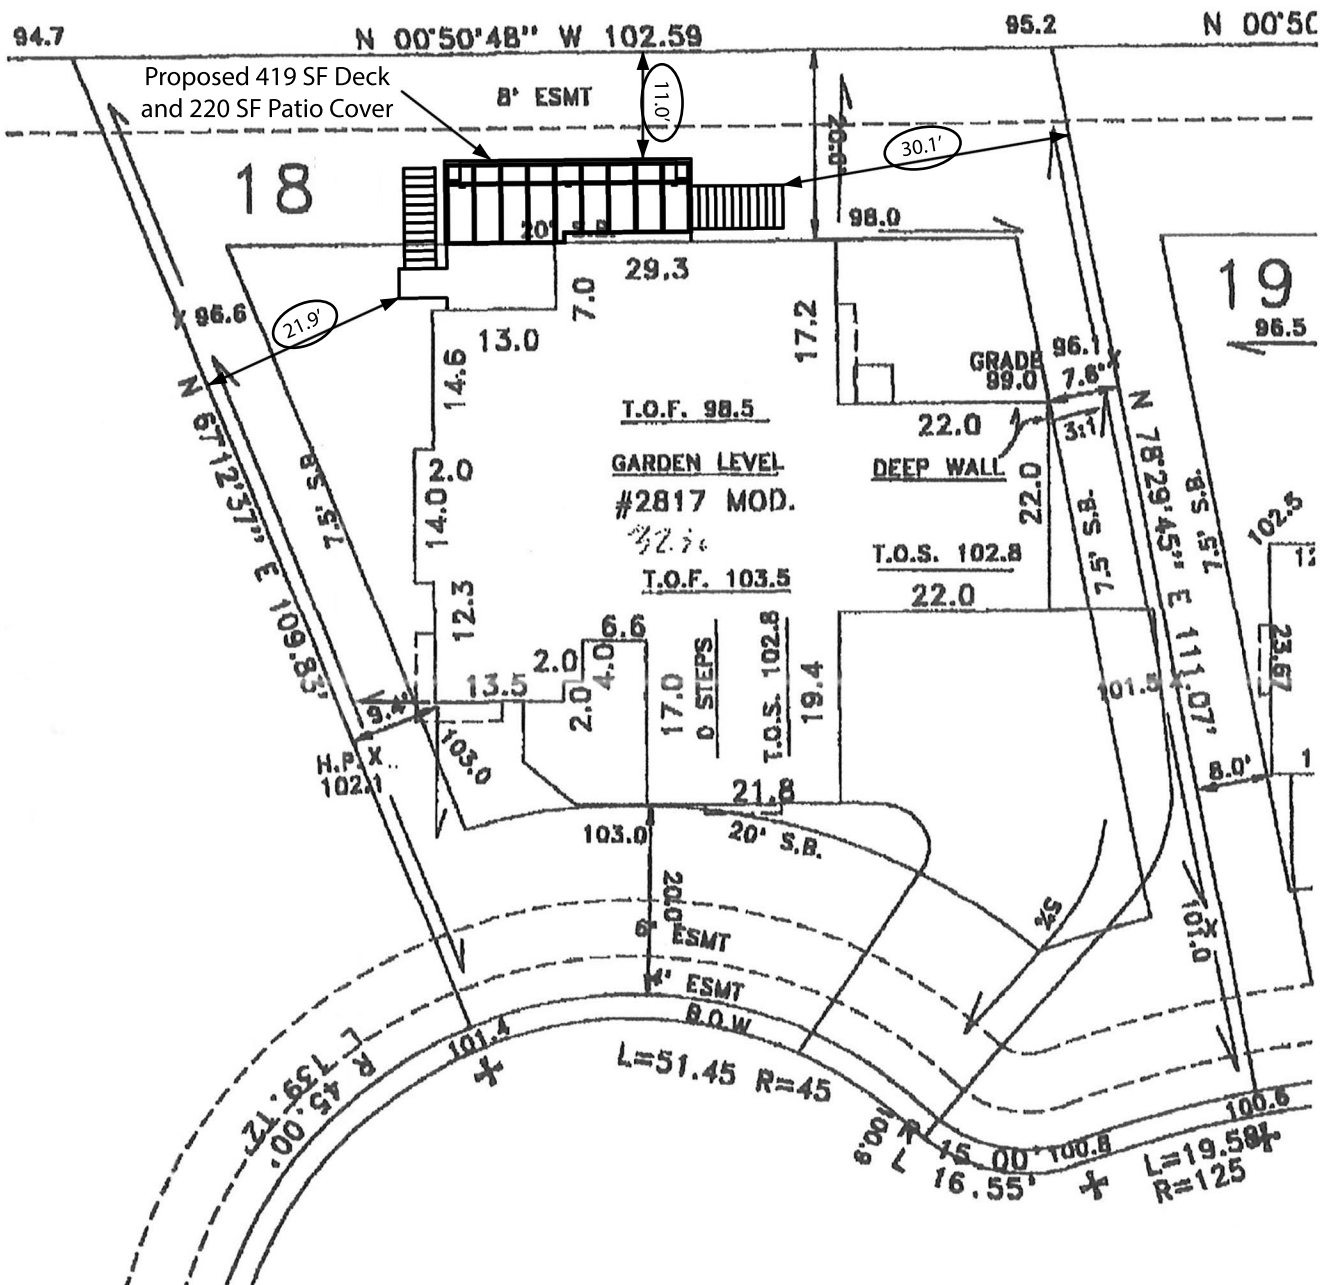 94.7
N 00°50'48" W 102.59
95.2
N 00°50
Proposed 419 SF Deck
and 220 SF Patio Cover
8' ESMT
11.0'
20.0'
30.1'
18
98.0
20' S.B.
29.3
7.0
19
96.5
96.6
21.9'
13.0
17.2
14.6
GRADE
99.0
96.1
7.6'
3:1
T.O.F. 98.5
22.0
GARDEN LEVEL
DEEP WALL
#2817 MOD.
2.0
14.0
22.0
N 67°12'37" E 109.83'
7.5' S.B.
7.5' S.B.
N 78°29'45" E 111.07'
7.5' S.B.
102.5
T.O.S. 102.8
T.O.F. 103.5
22.0
12.3
6.6
2.0
4.0
2.0
13.5
17.0
0 STEPS
T.O.S. 102.8
19.4
101.5
23.67
103.0
H.P. X
102.1
8.0'
21.8
103.0
20' S.B.
20.0'
5%
101.0
6' ESMT
4' ESMT
B.O.W
101.4
L=51.45 R=45
R 45.00'
L 139.72'
100.8
R 15.00'
L 16.55'
100.8
100.6
L=19.58'
R=125